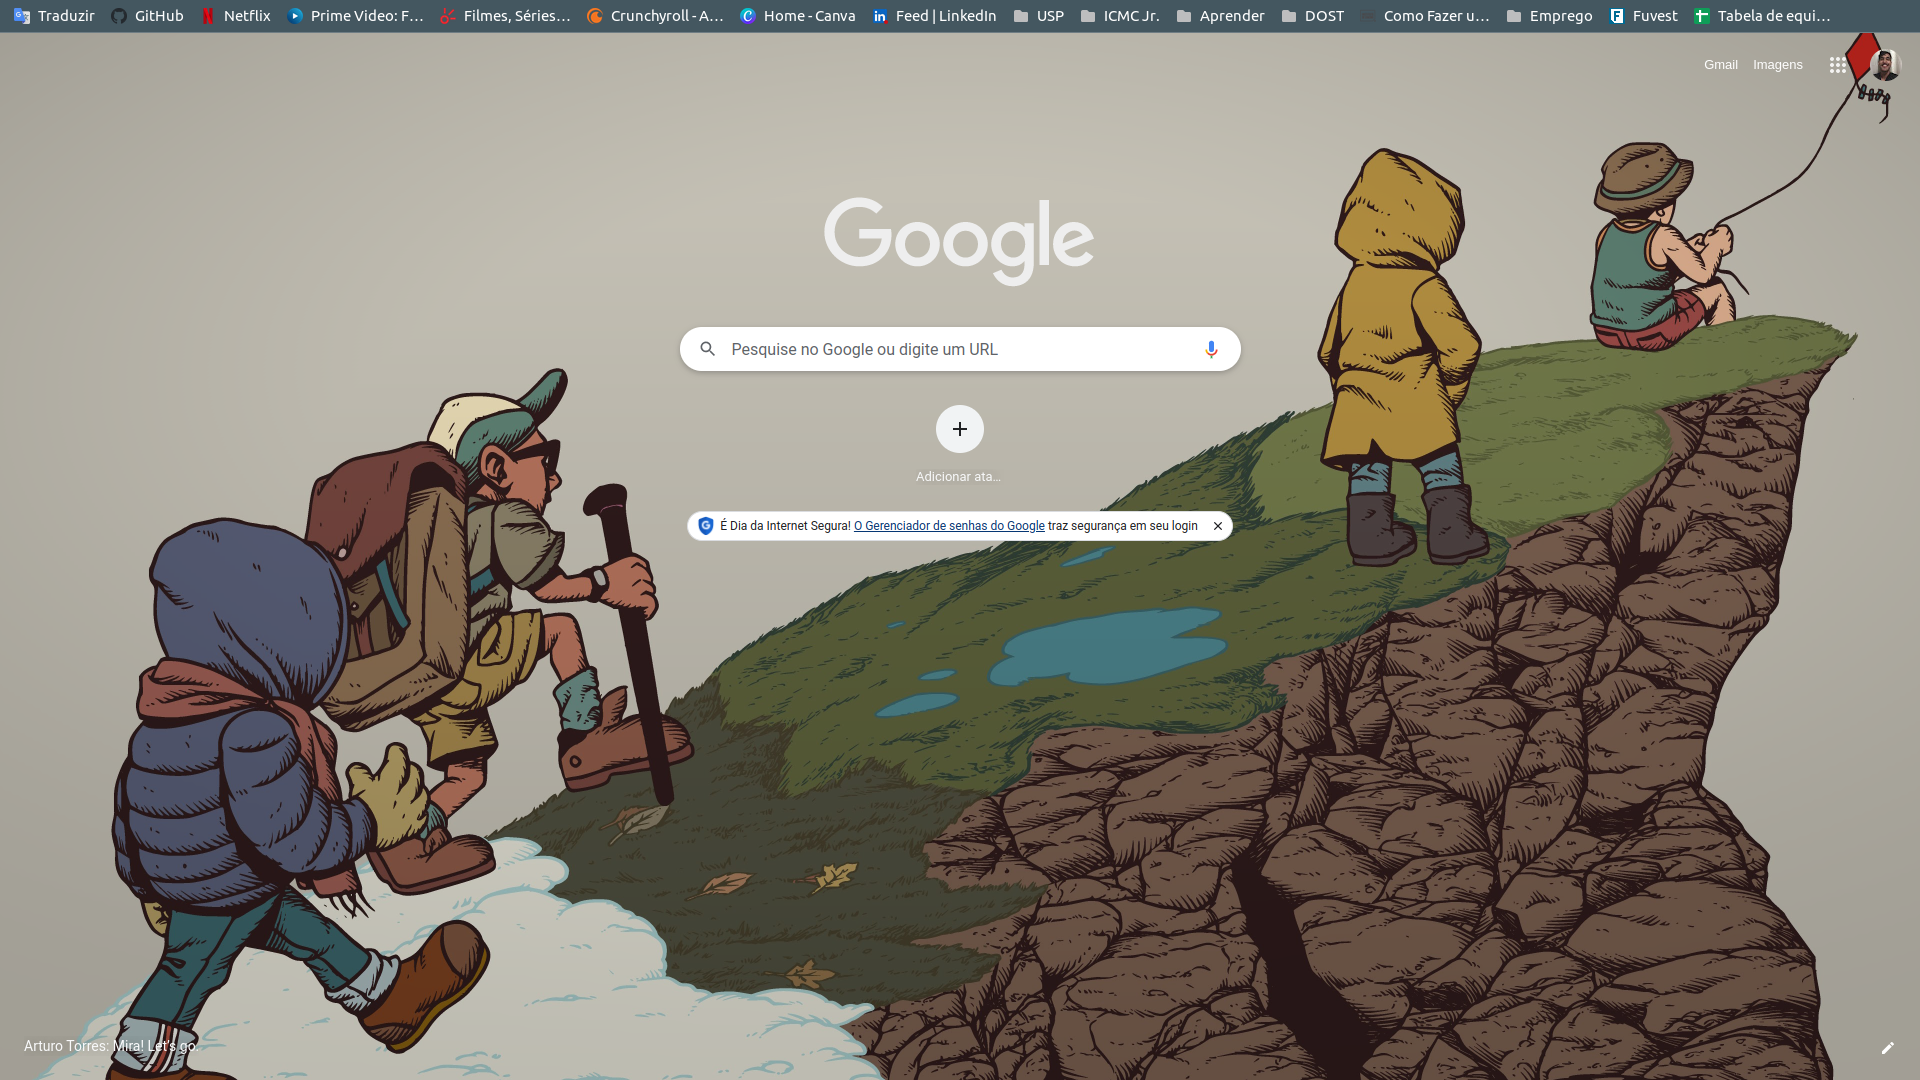 Traduzir GitHub Netflix Prime Video: F... Filmes, Séries... Crunchyroll - A... Home - Canva Feed | LinkedIn USP ICMC Jr. Aprender DOST Como Fazer u... Emprego Fuvest Tabela de equi...
Gmail Imagens
Google
Pesquise no Google ou digite um URL
Adicionar ata...
É Dia da Internet Segura! O Gerenciador de senhas do Google traz segurança em seu login
Arturo Torres: Mira! Let's go.